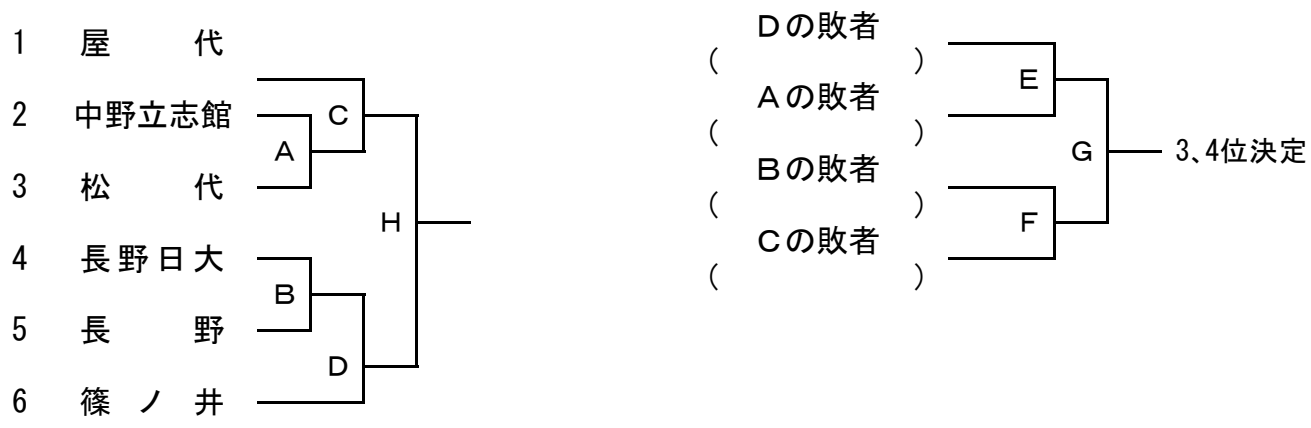 1 屋代
2 中野立志館
3 松代
4 長野日大
5 長野
6 篠ノ井
A
B
C
D
H
Dの敗者
( )
Aの敗者
( )
Bの敗者
( )
Cの敗者
( )
E
F
G
3、4位決定